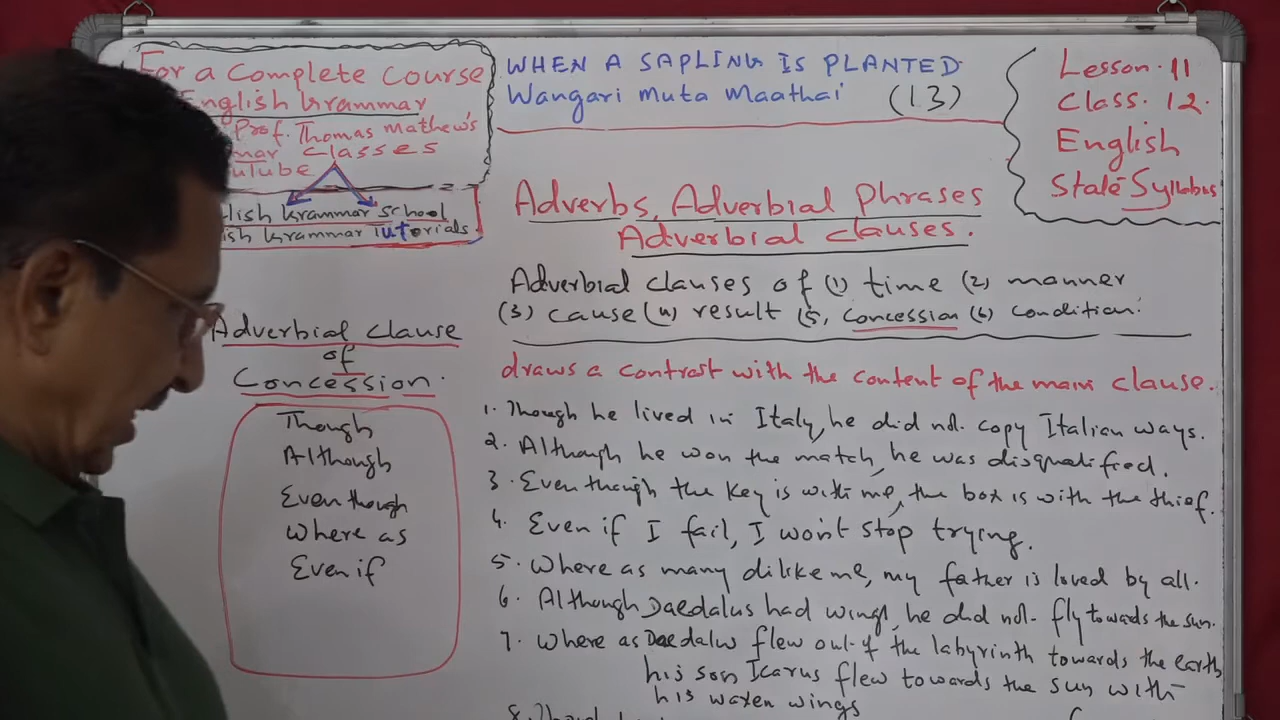 For a Complete Course
English Grammar
Prof. Thomas Mathew's
classes
glish Grammar School
ish Grammar Tutorials
WHEN A SAPLING IS PLANTED
Wangari Muta Maathai (13)
Lesson. 11
Class. 12.
English
State Syllabus
Adverbs, Adverbial Phrases
Adverbial clauses.
Adverbial clauses of (1) time (2) manner
(3) cause (4) result (5, Concession (6) condition.
Adverbial clause
of
Concession.
Though
Although
Even though
Where as
Even if
draws a contrast with the content of the main clause.
1. Though he lived in Italy, he did not copy Italian ways.
2. Although he won the match, he was disqualified.
3. Even though the key is with me, the box is with the thief.
4. Even if I fail, I won't stop trying.
5. Where as many dilike me, my father is loved by all.
6. Although Daedalus had wings, he did not fly towards the sun.
7. Where as Daedalus flew out of the labyrinth towards the earth
his son Icarus flew towards the sun with
his waxen wings